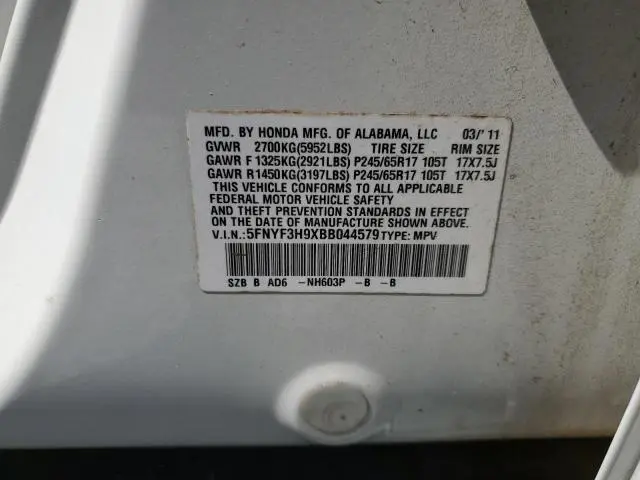 MFD. BY HONDA MFG. OF ALABAMA, LLC 03/'11
GVWR 2700KG(5952LBS) TIRE SIZE RIM SIZE
GAWR F 1325KG(2921LBS) P245/65R17 105T 17X7.5J
GAWR R1450KG(3197LBS) P245/65R17 105T 17X7.5J
THIS VEHICLE CONFORMS TO ALL APPLICABLE
FEDERAL MOTOR VEHICLE SAFETY
AND THEFT PREVENTION STANDARDS IN EFFECT
ON THE DATE OF MANUFACTURE SHOWN ABOVE.
V.I.N.:5FNYF3H9XBB044579 TYPE: MPV
SZB B AD6 -NH603P -B -B